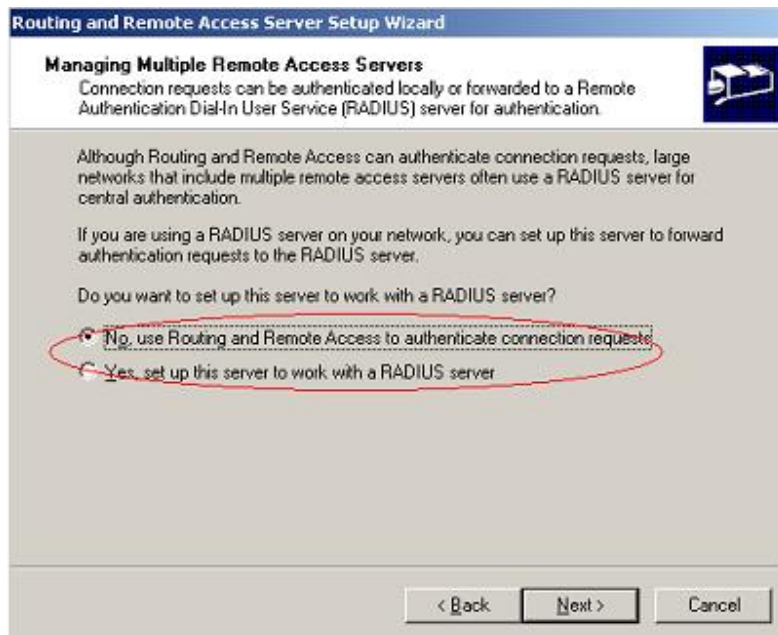 Routing and Remote Access Server Setup Wizard
Managing Multiple Remote Access Servers
Connection requests can be authenticated locally or forwarded to a Remote
Authentication Dial-In User Service (RADIUS) server for authentication.
Although Routing and Remote Access can authenticate connection requests, large
networks that include multiple remote access servers often use a RADIUS server for
central authentication.
If you are using a RADIUS server on your network, you can set up this server to forward
authentication requests to the RADIUS server.
Do you want to set up this server to work with a RADIUS server?
No, use Routing and Remote Access to authenticate connection requests
Yes, set up this server to work with a RADIUS server
< Back Next > Cancel